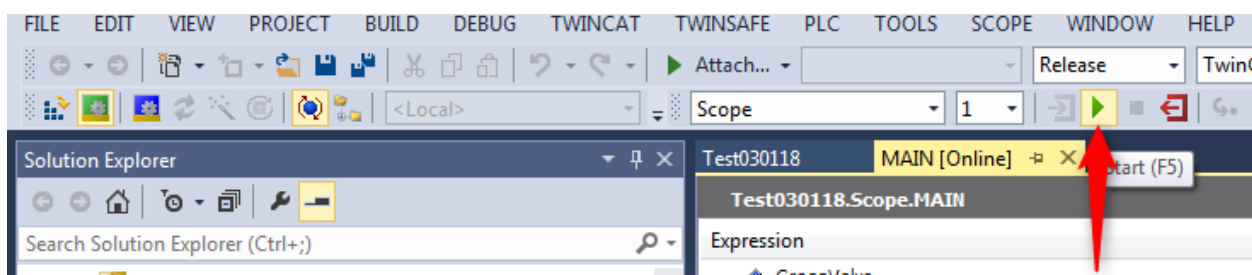 FILE EDIT VIEW PROJECT BUILD DEBUG TWINCAT TWINSAFE PLC TOOLS SCOPE WINDOW HELP
Attach... Release
<Local> Scope 1
Solution Explorer Test030118 MAIN [Online] Start (F5)
Test030118.Scope.MAIN
Search Solution Explorer (Ctrl+;) Expression